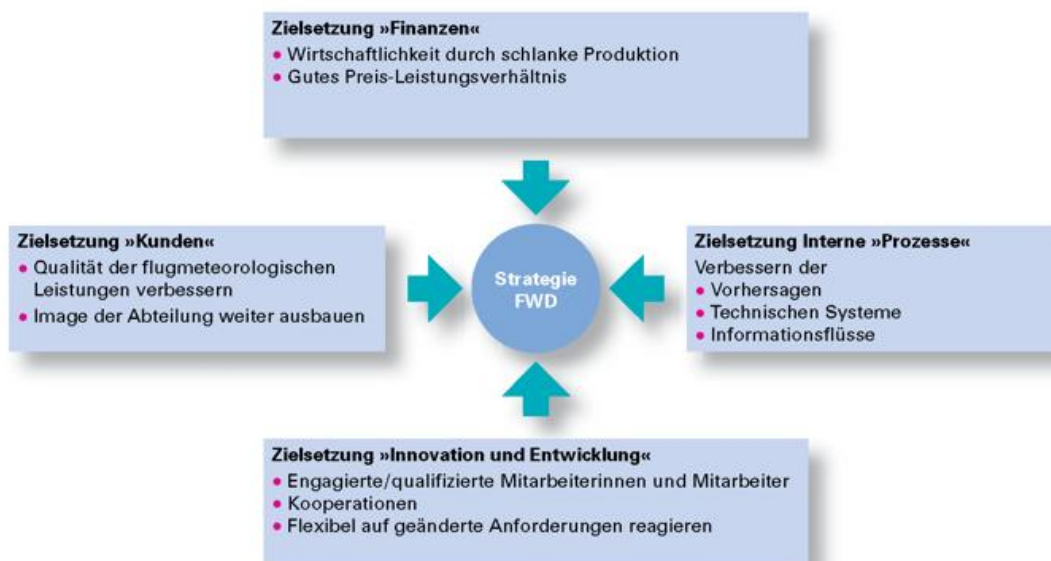 Zielsetzung »Finanzen«
● Wirtschaftlichkeit durch schlanke Produktion
● Gutes Preis-Leistungsverhältnis
Zielsetzung »Kunden«
● Qualität der flugmeteorologischen
Leistungen verbessern
● Image der Abteilung weiter ausbauen
Strategie
FWD
Zielsetzung Interne »Prozesse«
Verbessern der
● Vorhersagen
● Technischen Systeme
● Informationsflüsse
Zielsetzung »Innovation und Entwicklung«
● Engagierte/qualifizierte Mitarbeiterinnen und Mitarbeiter
● Kooperationen
● Flexibel auf geänderte Anforderungen reagieren